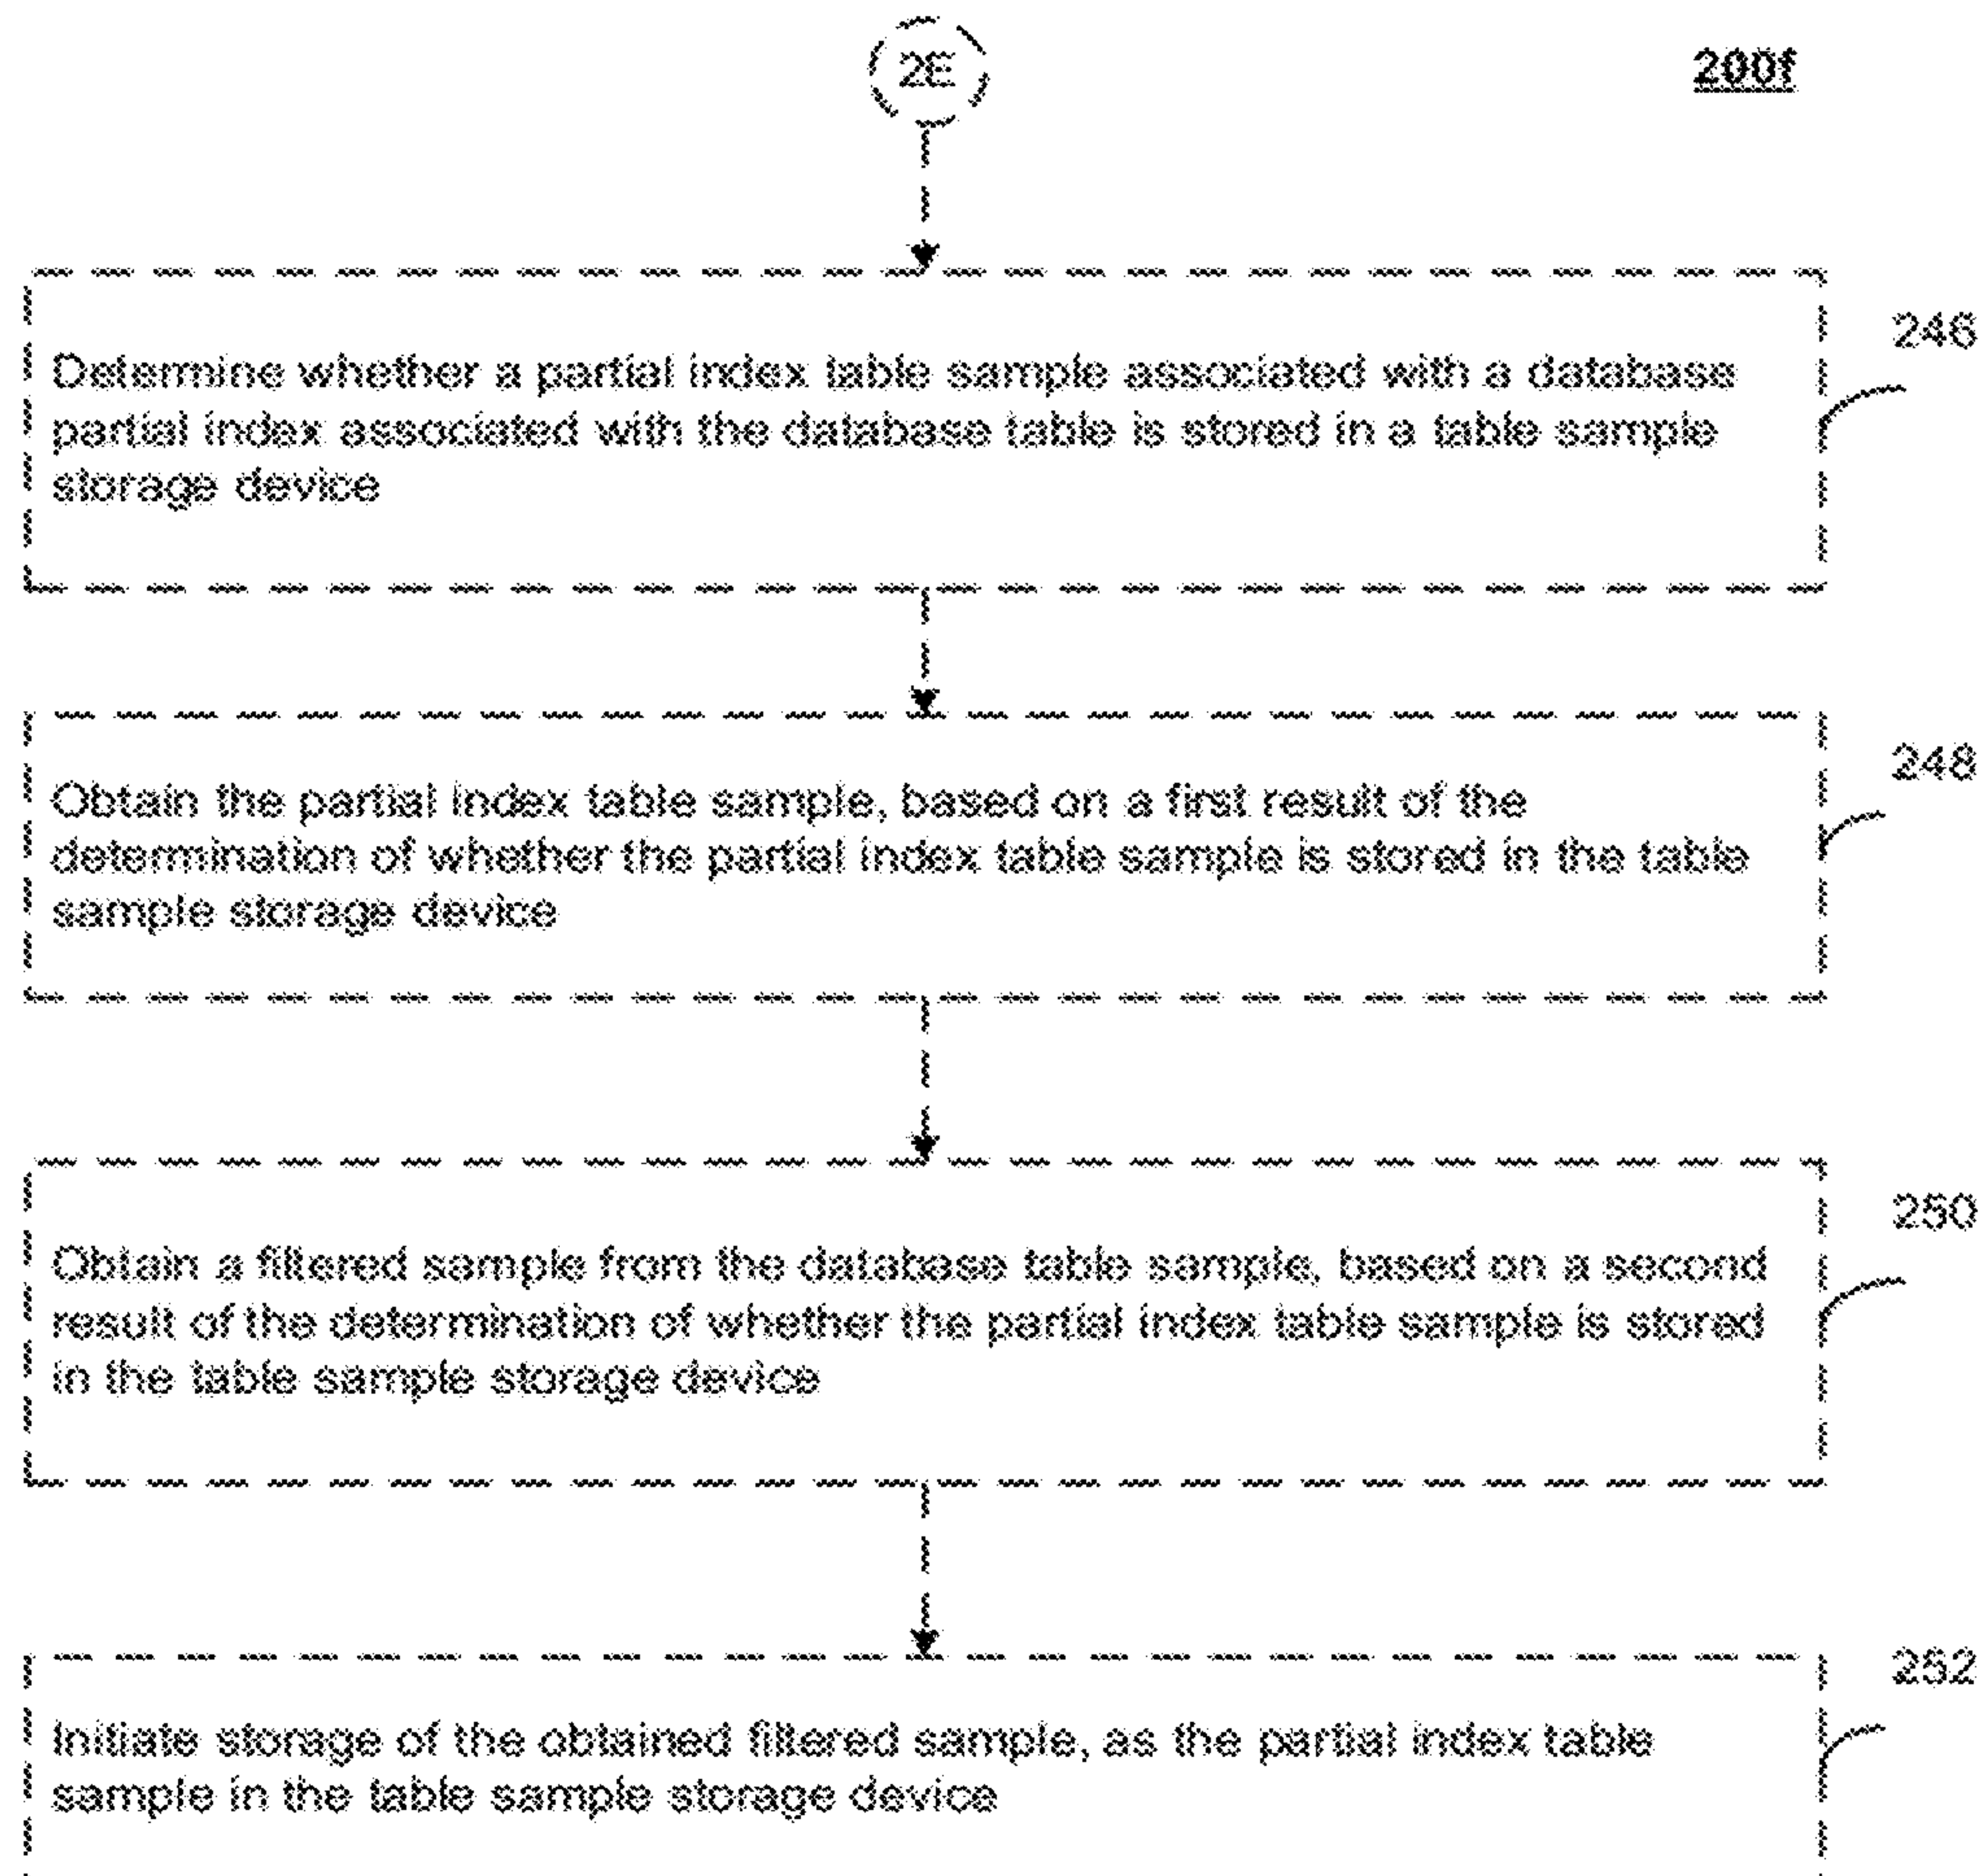 2E
200f
246
Determine whether a partial index table sample associated with a database
partial index associated with the database table is stored in a table sample
storage device
248
Obtain the partial index table sample, based on a first result of the
determination of whether the partial index table sample is stored in the table
sample storage device
250
Obtain a filtered sample from the database table sample, based on a second
result of the determination of whether the partial index table sample is stored
in the table sample storage device
252
Initiate storage of the obtained filtered sample, as the partial index table
sample in the table sample storage device